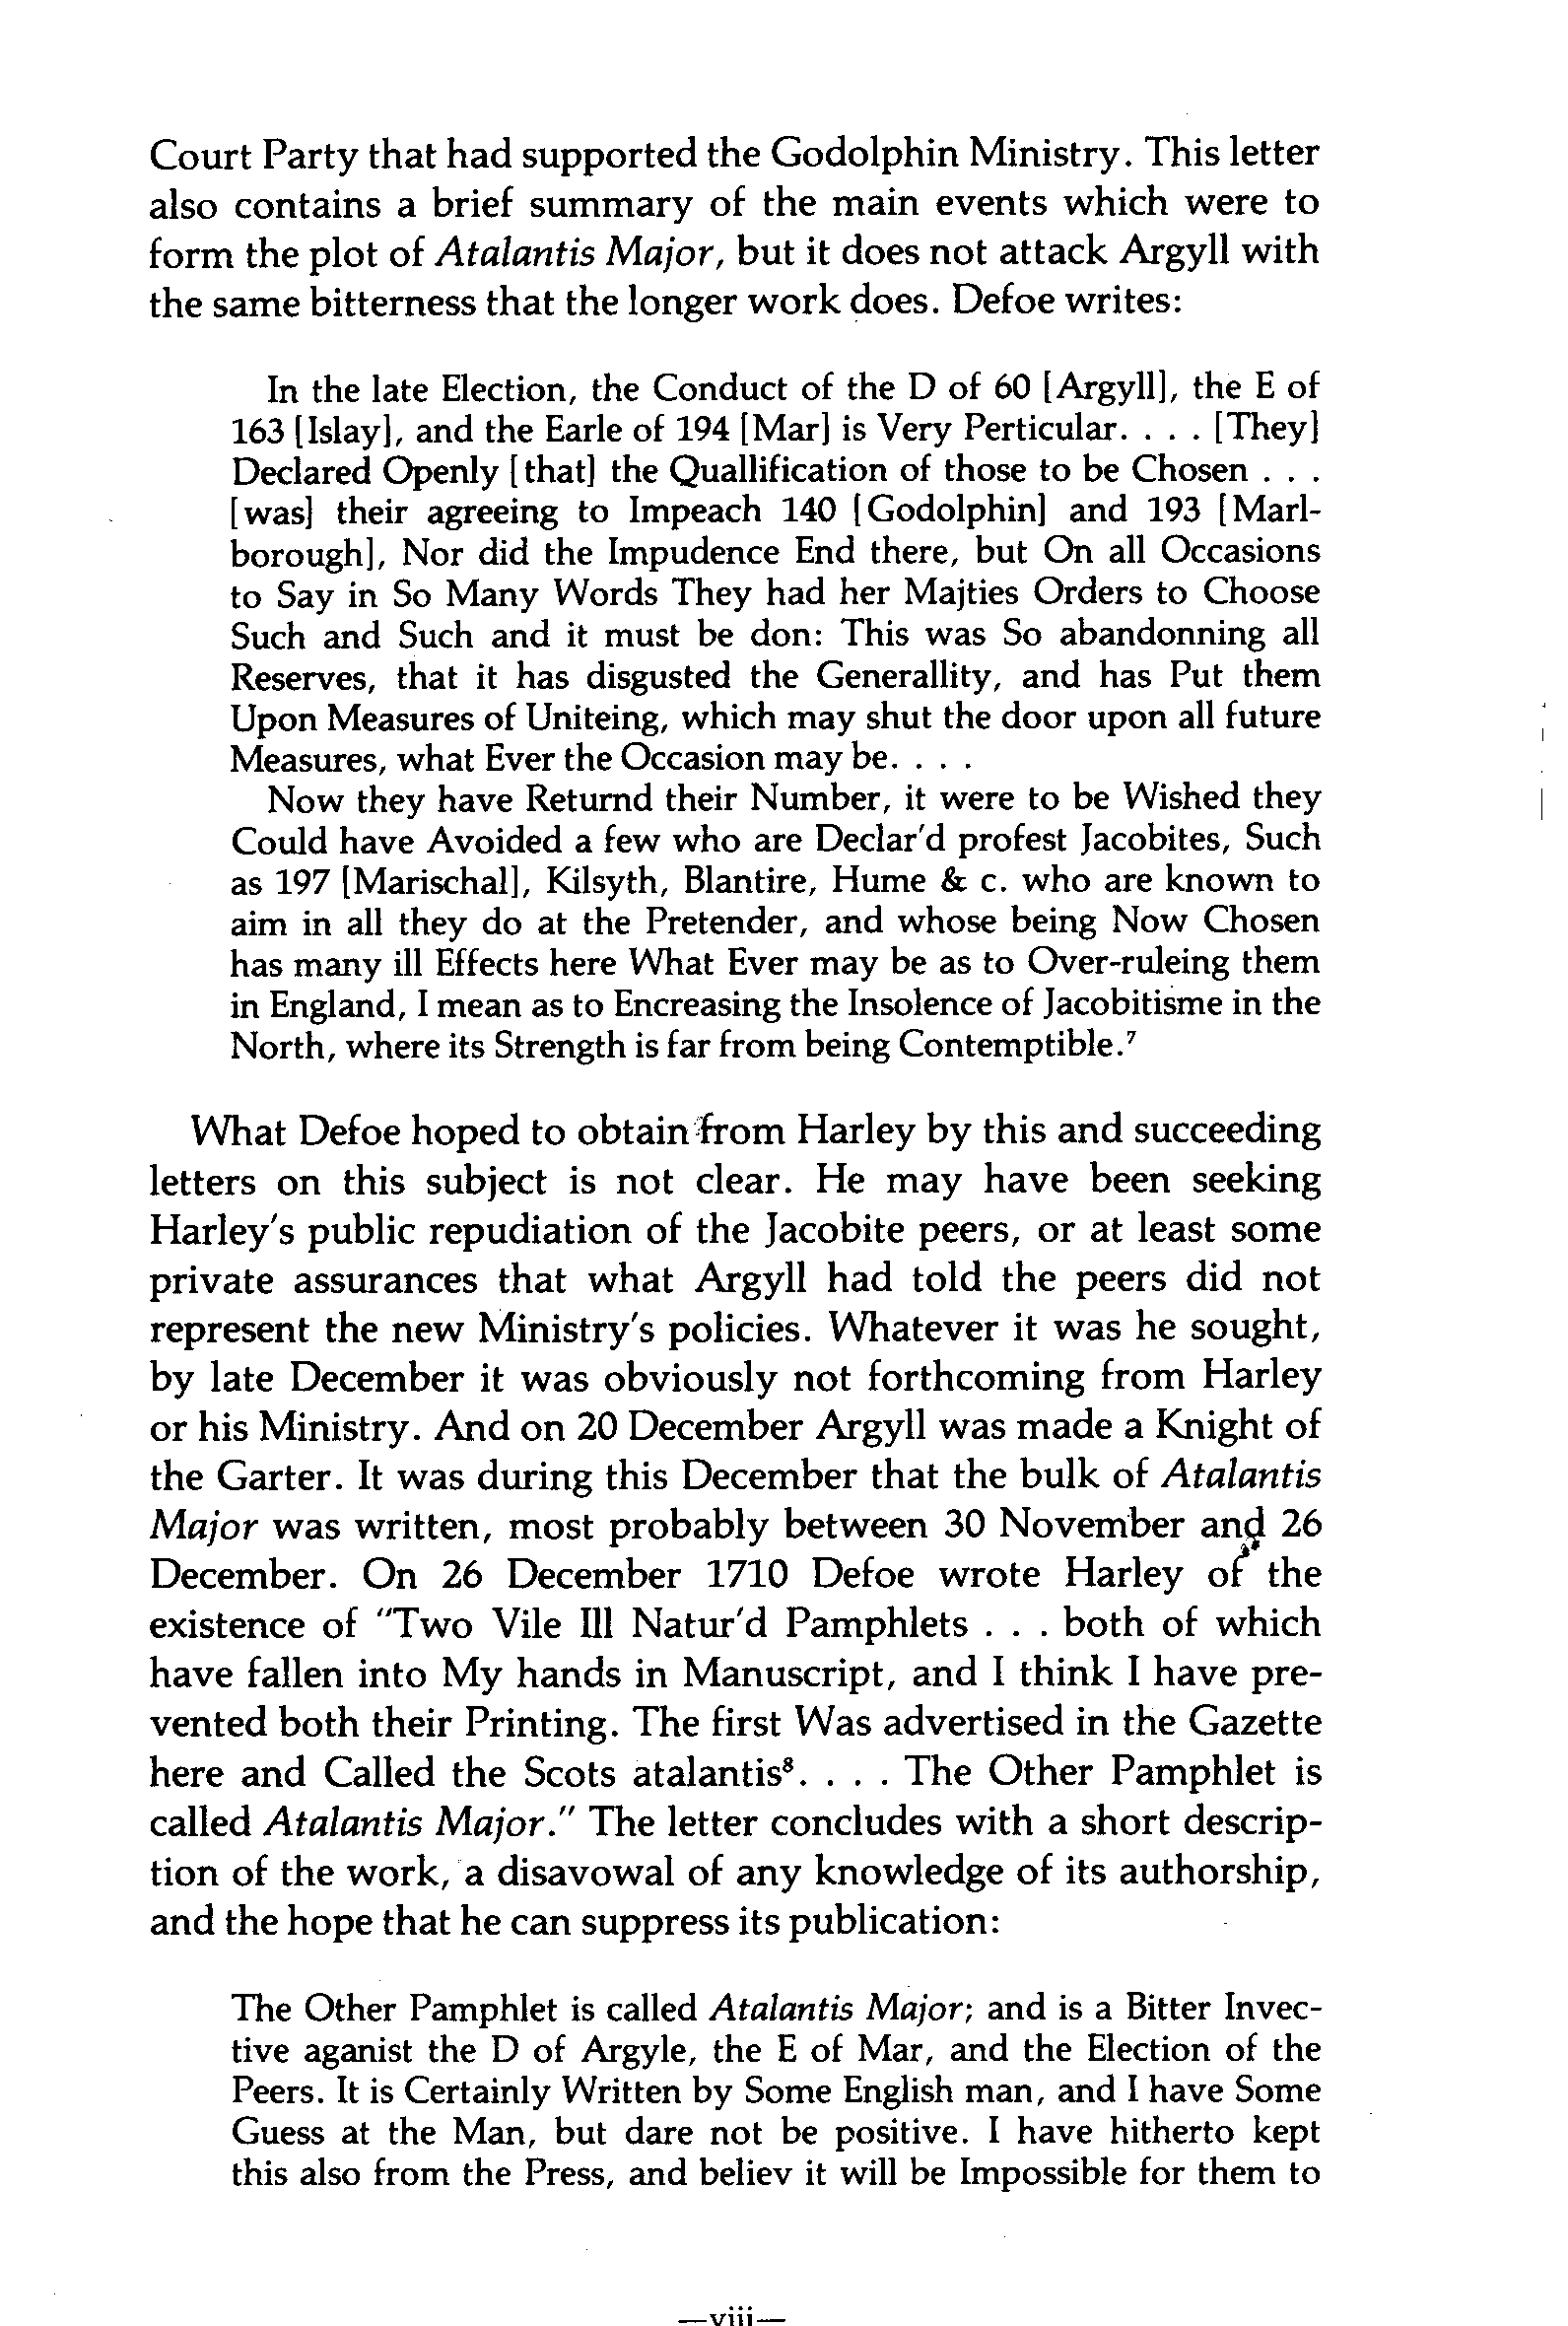 Court Party that had supported the Godolphin Ministry. This letter
also contains a brief summary of the main events which were to
form the plot of Atalantis Major, but it does not attack Argyll with
the same bitterness that the longer work does. Defoe writes:
In the late Election, the Conduct of the D of 60 [Argyll], the E of
163 [Islay], and the Earle of 194 [Mar] is Very Perticular. . . . [They]
Declared Openly [that] the Quallification of those to be Chosen . . .
[was] their agreeing to Impeach 140 [Godolphin] and 193 [Marl-
borough], Nor did the Impudence End there, but On all Occasions
to Say in So Many Words They had her Majties Orders to Choose
Such and Such and it must be don: This was So abandonning all
Reserves, that it has disgusted the Generallity, and has Put them
Upon Measures of Uniteing, which may shut the door upon all future
Measures, what Ever the Occasion may be. . . .
Now they have Returnd their Number, it were to be Wished they
Could have Avoided a few who are Declar'd profest Jacobites, Such
as 197 [Marischal], Kilsyth, Blantire, Hume & c. who are known to
aim in all they do at the Pretender, and whose being Now Chosen
has many ill Effects here What Ever may be as to Over-ruleing them
in England, I mean as to Encreasing the Insolence of Jacobitisme in the
North, where its Strength is far from being Contemptible.⁷
What Defoe hoped to obtain from Harley by this and succeeding
letters on this subject is not clear. He may have been seeking
Harley's public repudiation of the Jacobite peers, or at least some
private assurances that what Argyll had told the peers did not
represent the new Ministry's policies. Whatever it was he sought,
by late December it was obviously not forthcoming from Harley
or his Ministry. And on 20 December Argyll was made a Knight of
the Garter. It was during this December that the bulk of Atalantis
Major was written, most probably between 30 November and 26
December. On 26 December 1710 Defoe wrote Harley of the
existence of "Two Vile Ill Natur'd Pamphlets . . . both of which
have fallen into My hands in Manuscript, and I think I have pre-
vented both their Printing. The first Was advertised in the Gazette
here and Called the Scots atalantis⁸. . . . The Other Pamphlet is
called Atalantis Major." The letter concludes with a short descrip-
tion of the work, a disavowal of any knowledge of its authorship,
and the hope that he can suppress its publication:
The Other Pamphlet is called Atalantis Major; and is a Bitter Invec-
tive aganist the D of Argyle, the E of Mar, and the Election of the
Peers. It is Certainly Written by Some English man, and I have Some
Guess at the Man, but dare not be positive. I have hitherto kept
this also from the Press, and believ it will be Impossible for them to
—viii—